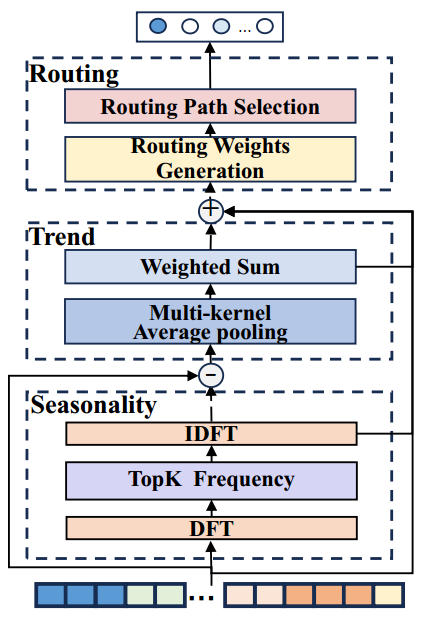 ...
Routing
Routing Path Selection
Routing Weights
Generation
+
Trend
Weighted Sum
Multi-kernel
Average pooling
-
Seasonality
IDFT
TopK Frequency
DFT
...